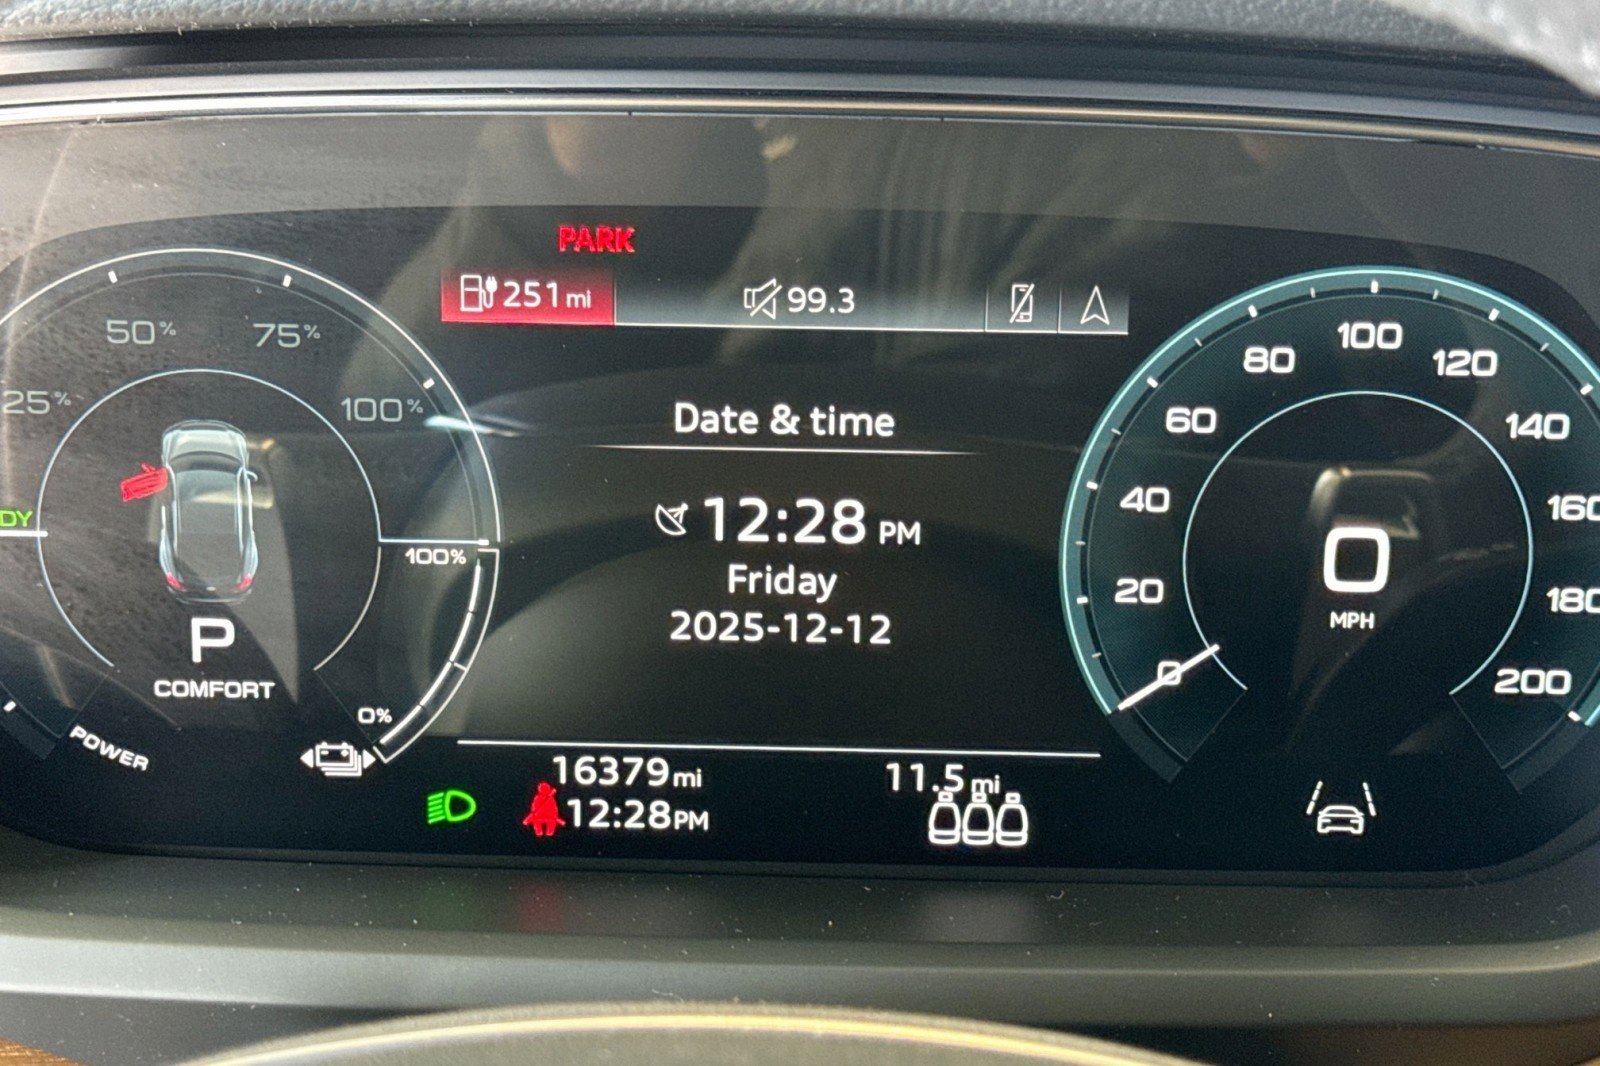 PARK
251 mi
99.3
50%
75%
25%
100%
DY
100%
P
COMFORT
0%
POWER
Date & time
12:28 PM
Friday
2025-12-12
16379 mi
12:28 PM
11.5 mi
0
20
40
60
80
100
120
140
160
180
200
0
MPH